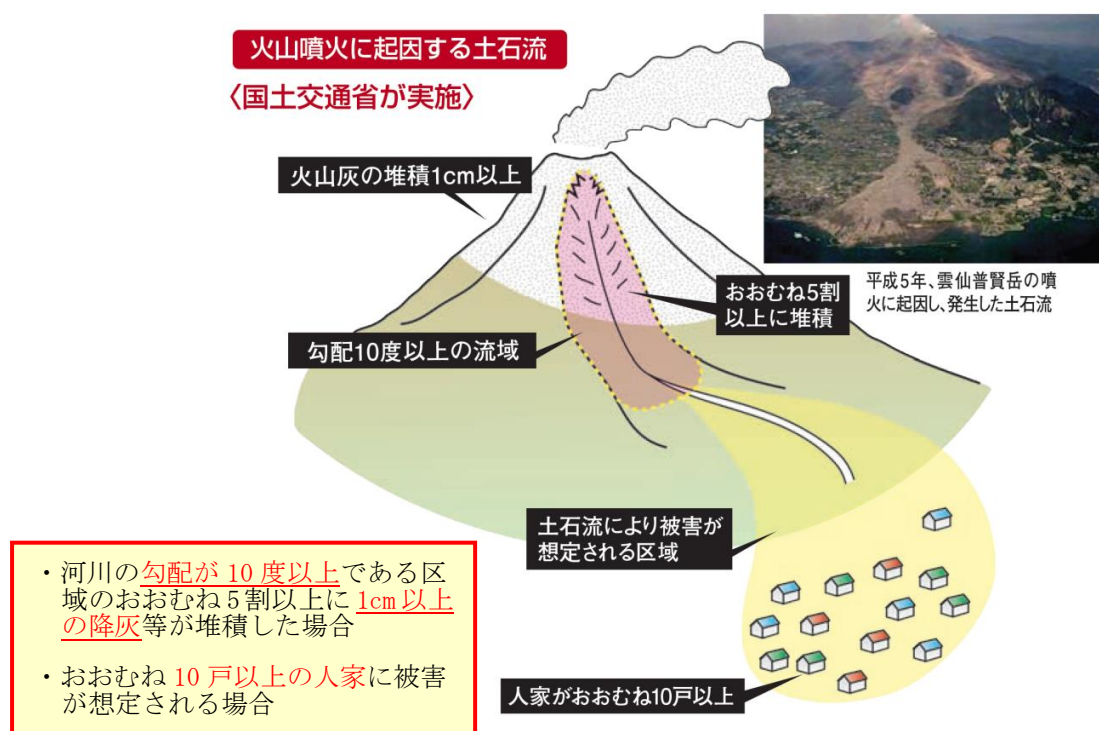 火山噴火に起因する土石流
〈国土交通省が実施〉
火山灰の堆積1cm以上
おおむね5割
以上に堆積
平成5年、雲仙普賢岳の噴
火に起因し、発生した土石流
勾配10度以上の流域
土石流により被害が
想定される区域
・河川の勾配が 10 度以上である区
域のおおむね５割以上に 1cm 以上
の降灰等が堆積した場合
・おおむね 10 戸以上の人家に被害
が想定される場合
人家がおおむね10戸以上